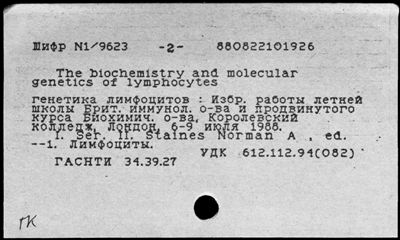 Шифр N1/9623 -2- 880822101926
The biochemistry and molecular
genetics of lymphocytes
генетика лимфоцитов : Избр. работы летней
школы Брит. иммунол. о-ва и продвинутого
курса Биохимич. о-ва, Королевский
колледж, Лондон, 6-9 июля 1988.
I. Ser. II. Staines Norman A , ed.
--1. Лимфоциты.
УДК 612.112.94(082)
ГАСНТИ 34.39.27
ГК